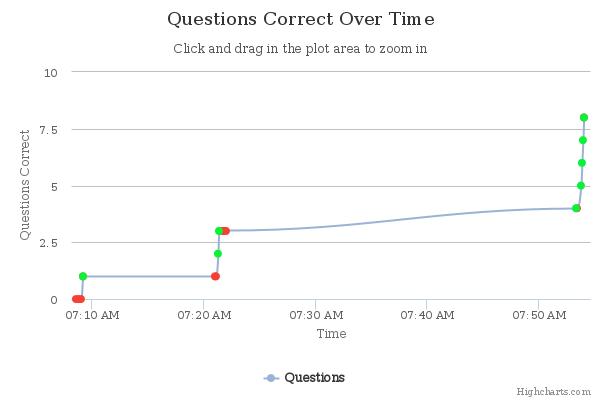 Questions Correct Over Time
Click and drag in the plot area to zoom in
Questions Correct
10
7.5
5
2.5
0
07:10 AM 07:20 AM 07:30 AM 07:40 AM 07:50 AM
Time
Questions
Highcharts.com